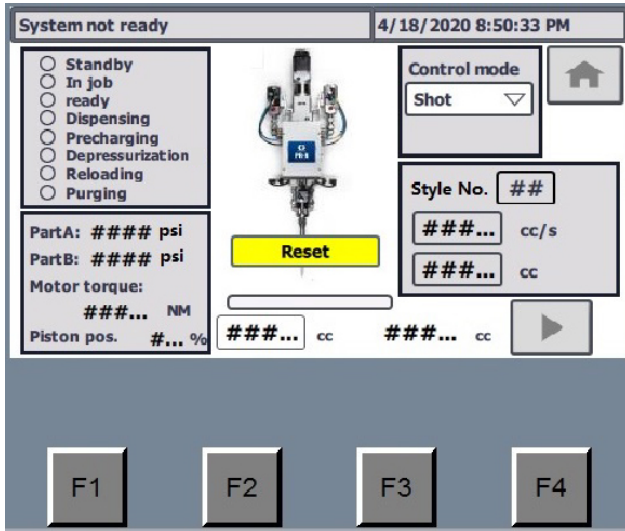 System not ready
4/18/2020 8:50:33 PM
Standby
In job
ready
Dispensing
Precharging
Depressurization
Reloading
Purging
Control mode
Shot
PartA: #### psi
PartB: #### psi
Motor torque:
###... NM
Piston pos. #... %
Reset
###... cc
###... cc
Style No. ##
###... cc/s
###... cc
F1
F2
F3
F4